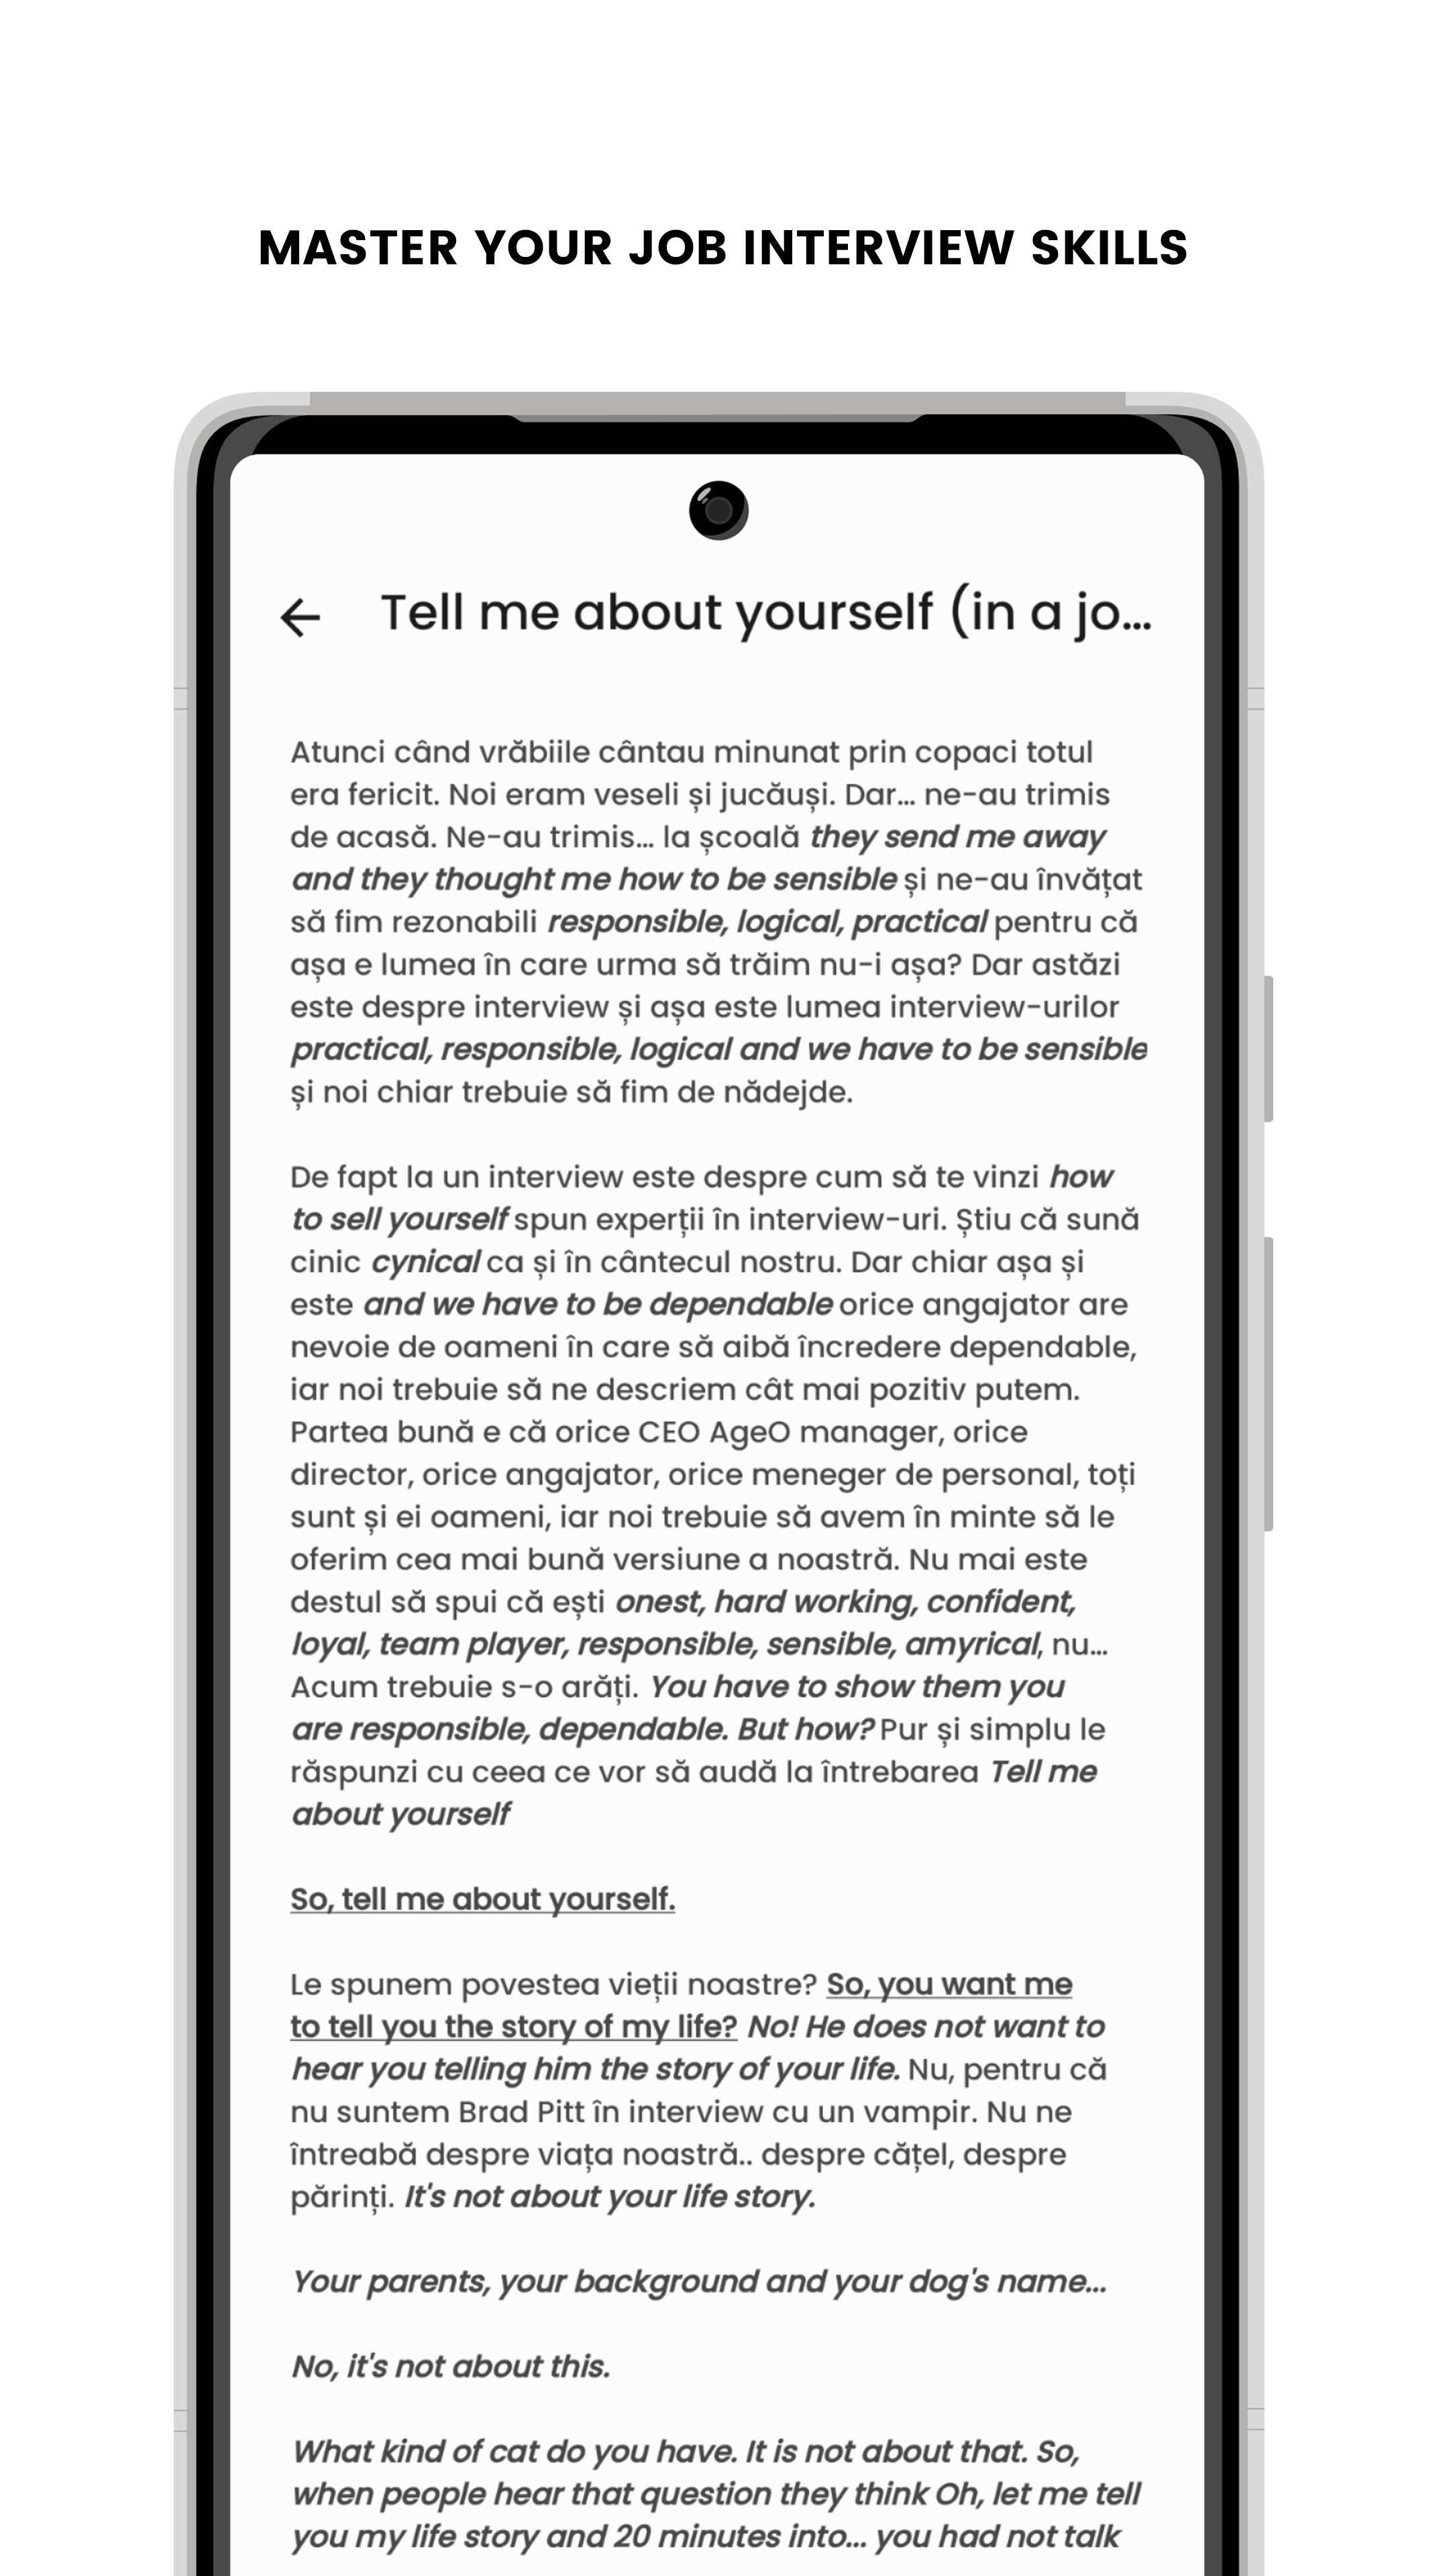 MASTER YOUR JOB INTERVIEW SKILLS
Tell me about yourself (in a jo...
Atunci când vrăbiile cântau minunat prin copaci totul
era fericit. Noi eram veseli și jucăuși. Dar... ne-au trimis
de acasă. Ne-au trimis... la școală they send me away
and they thought me how to be sensible și ne-au învățat
să fim rezonabili responsible, logical, practical pentru că
așa e lumea în care urma să trăim nu-i așa? Dar astăzi
este despre interview și așa este lumea interview-urilor
practical, responsible, logical and we have to be sensible
și noi chiar trebuie să fim de nădejde.
De fapt la un interview este despre cum să te vinzi how
to sell yourself spun experții în interview-uri. Știu că sună
cinic cynical ca și în cântecul nostru. Dar chiar așa și
este and we have to be dependable orice angajator are
nevoie de oameni în care să aibă încredere dependable,
iar noi trebuie să ne descriem cât mai pozitiv putem.
Partea bună e că orice CEO AgeO manager, orice
director, orice angajator, orice meneger de personal, toți
sunt și ei oameni, iar noi trebuie să avem în minte să le
oferim cea mai bună versiune a noastră. Nu mai este
destul să spui că ești onest, hard working, confident,
loyal, team player, responsible, sensible, amyrical, nu...
Acum trebuie s-o arăți. You have to show them you
are responsible, dependable. But how? Pur și simplu le
răspunzi cu ceea ce vor să audă la întrebarea Tell me
about yourself
So, tell me about yourself.
Le spunem povestea vieții noastre? So, you want me
to tell you the story of my life? No! He does not want to
hear you telling him the story of your life. Nu, pentru că
nu suntem Brad Pitt în interview cu un vampir. Nu ne
întreabă despre viața noastră.. despre cățel, despre
părinți. It's not about your life story.
Your parents, your background and your dog's name...
No, it's not about this.
What kind of cat do you have. It is not about that. So,
when people hear that question they think Oh, let me tell
you my life story and 20 minutes into... you had not talk